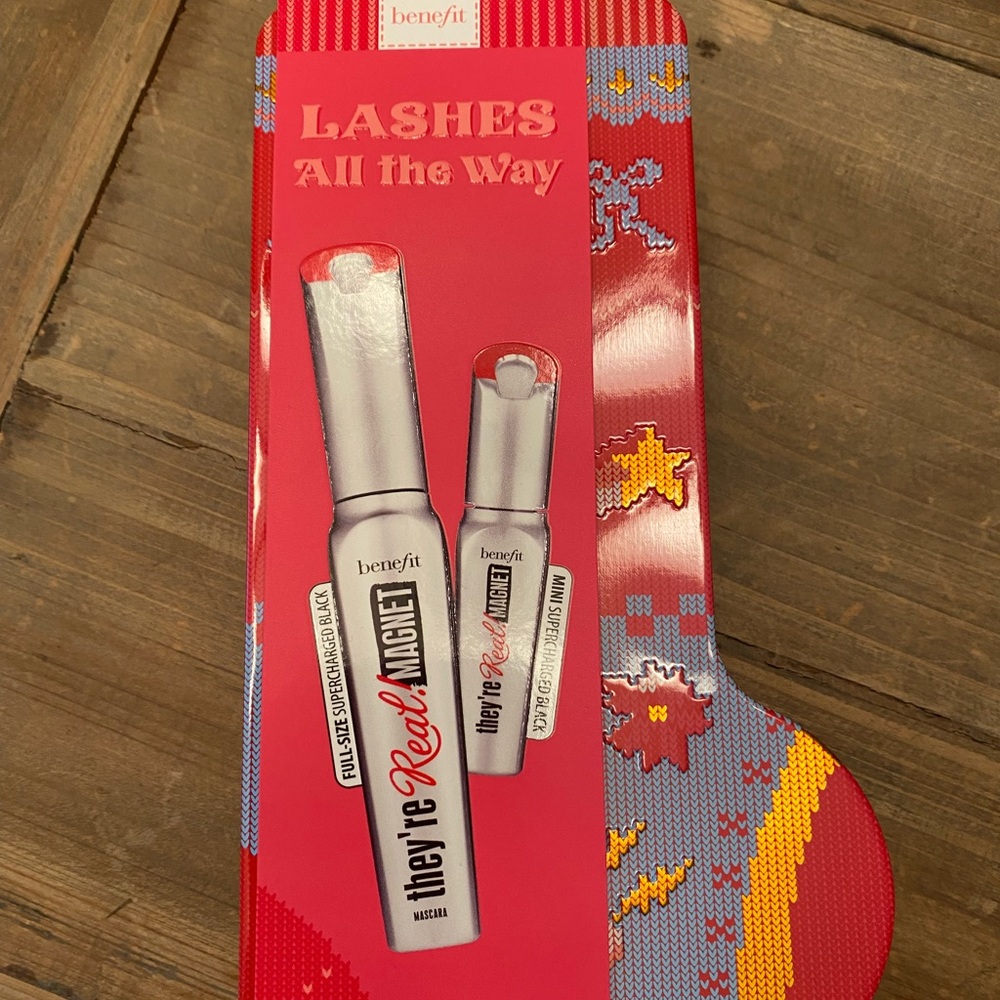 benefit
LASHES
All the Way
benefit
they're Real! MAGNET
MASCARA
FULL-SIZE SUPERCHARGED BLACK
benefit
they're Real! MAGNET
MINI SUPERCHARGED BLACK